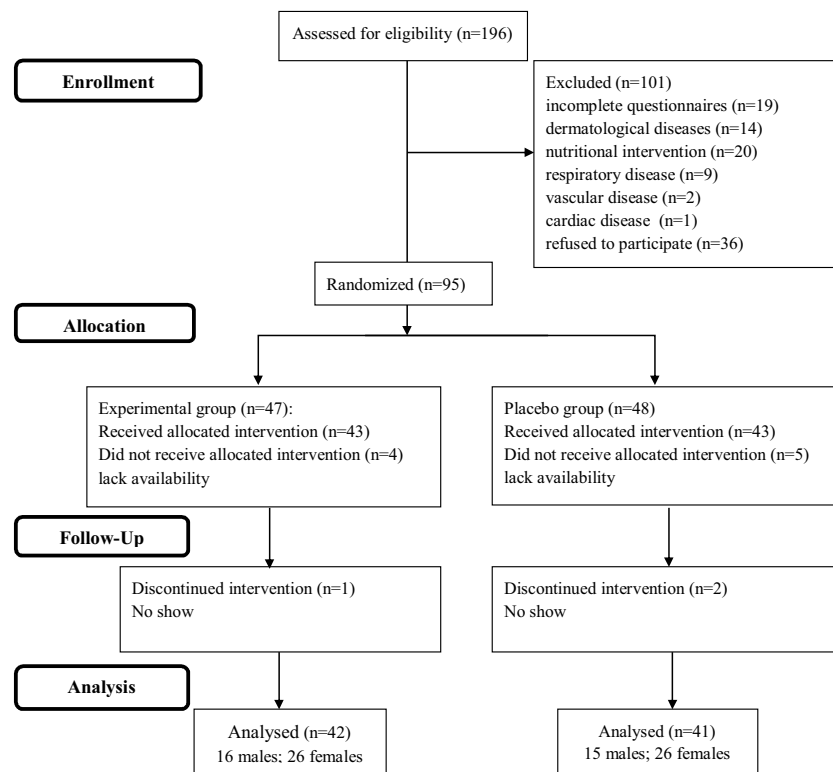 Assessed for eligibility (n=196)
Enrollment
Excluded (n=101)
incomplete questionnaires (n=19)
dermatological diseases (n=14)
nutritional intervention (n=20)
respiratory disease (n=9)
vascular disease (n=2)
cardiac disease (n=1)
refused to participate (n=36)
Randomized (n=95)
Allocation
Experimental group (n=47):
Received allocated intervention (n=43)
Did not receive allocated intervention (n=4)
lack availability
Placebo group (n=48)
Received allocated intervention (n=43)
Did not receive allocated intervention (n=5)
lack availability
Follow-Up
Discontinued intervention (n=1)
No show
Discontinued intervention (n=2)
No show
Analysis
Analysed (n=42)
16 males; 26 females
Analysed (n=41)
15 males; 26 females